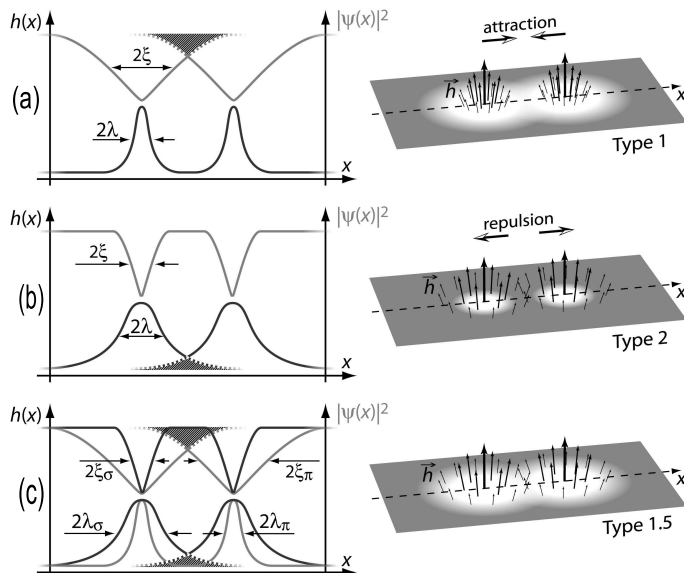 h(x) |ψ(x)|² attraction
2ξ
(a) h⃗ x
2λ
x Type 1
h(x) |ψ(x)|² repulsion
2ξ
(b) h⃗ x
2λ
x Type 2
h(x) |ψ(x)|²
2ξσ 2ξπ
(c) h⃗ x
2λσ 2λπ
x Type 1.5